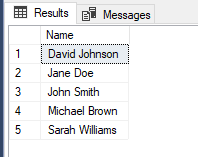 Results Messages
Name
1 David Johnson
2 Jane Doe
3 John Smith
4 Michael Brown
5 Sarah Williams